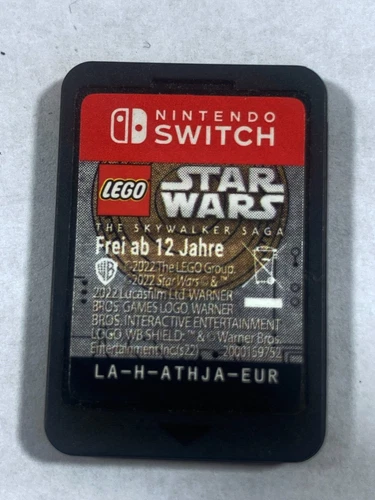 NINTENDO
SWITCH
LEGO STAR
WARS
THE SKYWALKER SAGA
Frei ab 12 Jahre
©2022 The LEGO Group.
©2022 Star Wars © &
2022 Lucasfilm Ltd. WARNER
BROS. GAMES LOGO, WARNER
BROS. INTERACTIVE ENTERTAINMENT
LOGO, WB SHIELD: ™ & © Warner Bros.
Entertainment Inc. (s22) 2000159752
LA-H-ATHJA-EUR